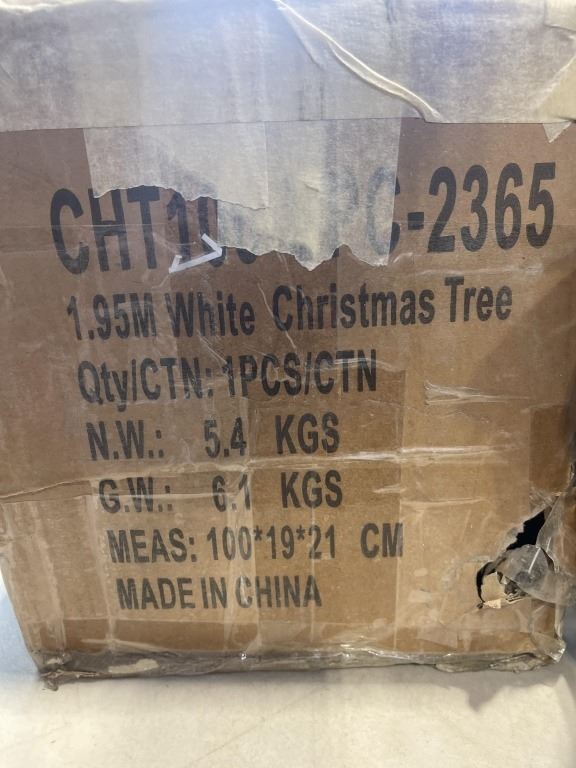 -2365
1.95M White Christmas Tree
Qty/CTN: 1PCS/CTN
N.W.: 5.4 KGS
G.W.: 6.1 KGS
MEAS: 100*19*21 CM
MADE IN CHINA